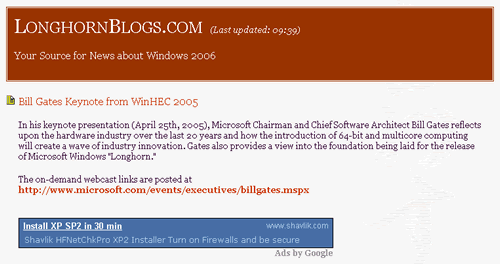 LONGHORNBLOGS.COM (Last updated: 09:39)
Your Source for News about Windows 2006
Bill Gates Keynote from WinHEC 2005
In his keynote presentation (April 25th, 2005), Microsoft Chairman and Chief Software Architect Bill Gates reflects
upon the hardware industry over the last 20 years and how the introduction of 64-bit and multicore computing
will create a wave of industry innovation. Gates also provides a view into the foundation being laid for the release
of Microsoft Windows "Longhorn."
The on-demand webcast links are posted at
http://www.microsoft.com/events/executives/billgates.mspx
Install XP SP2 in 30 min www.shavlik.com
Shavlik HFNetChkPro XP2 Installer Turn on Firewalls and be secure
Ads by Google